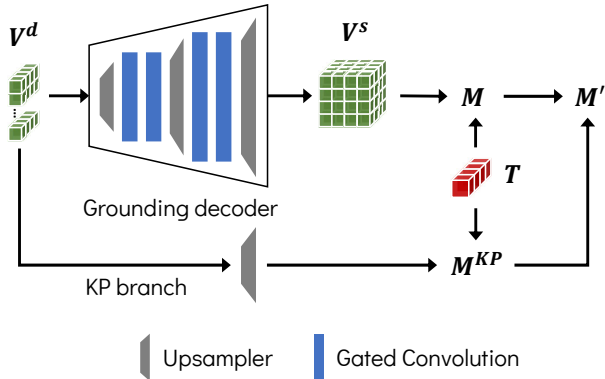 V^d
V^s
M
M'
T
Grounding decoder
M^{KP}
KP branch
Upsampler
Gated Convolution